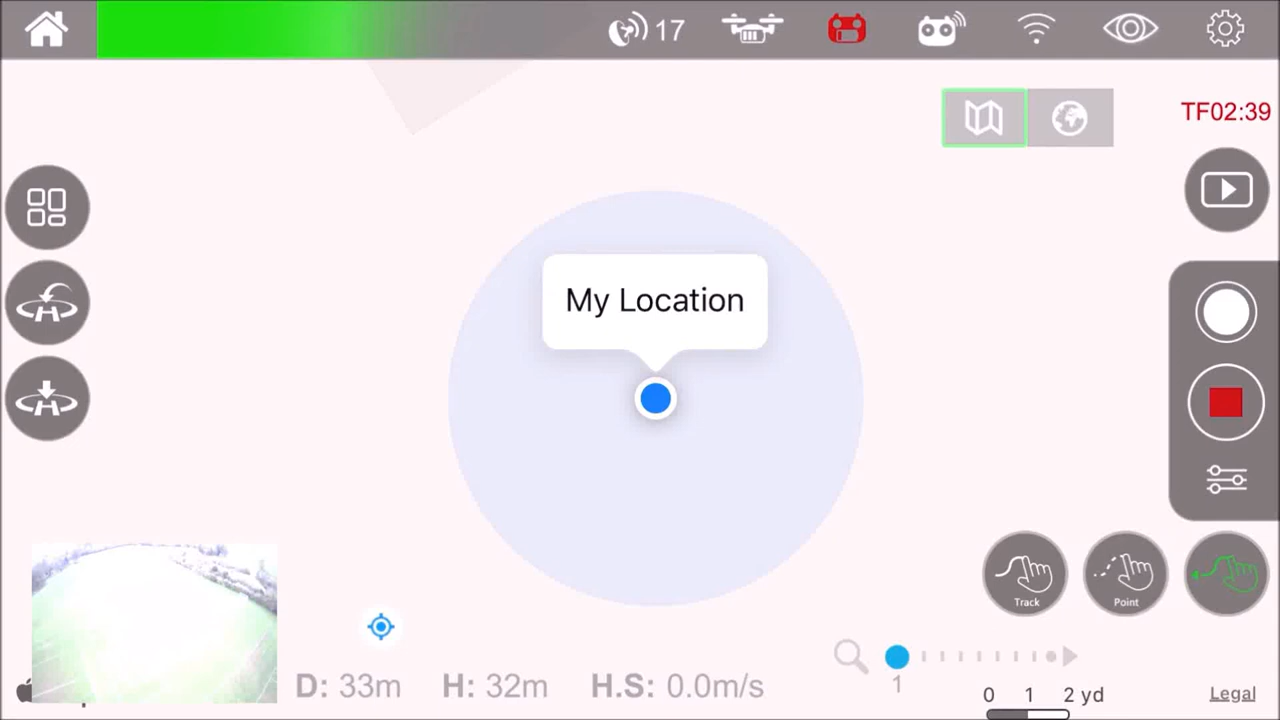 17
TF02:39
My Location
Track
Point
D: 33m H: 32m H.S: 0.0m/s
1
0 1 2 yd
Legal